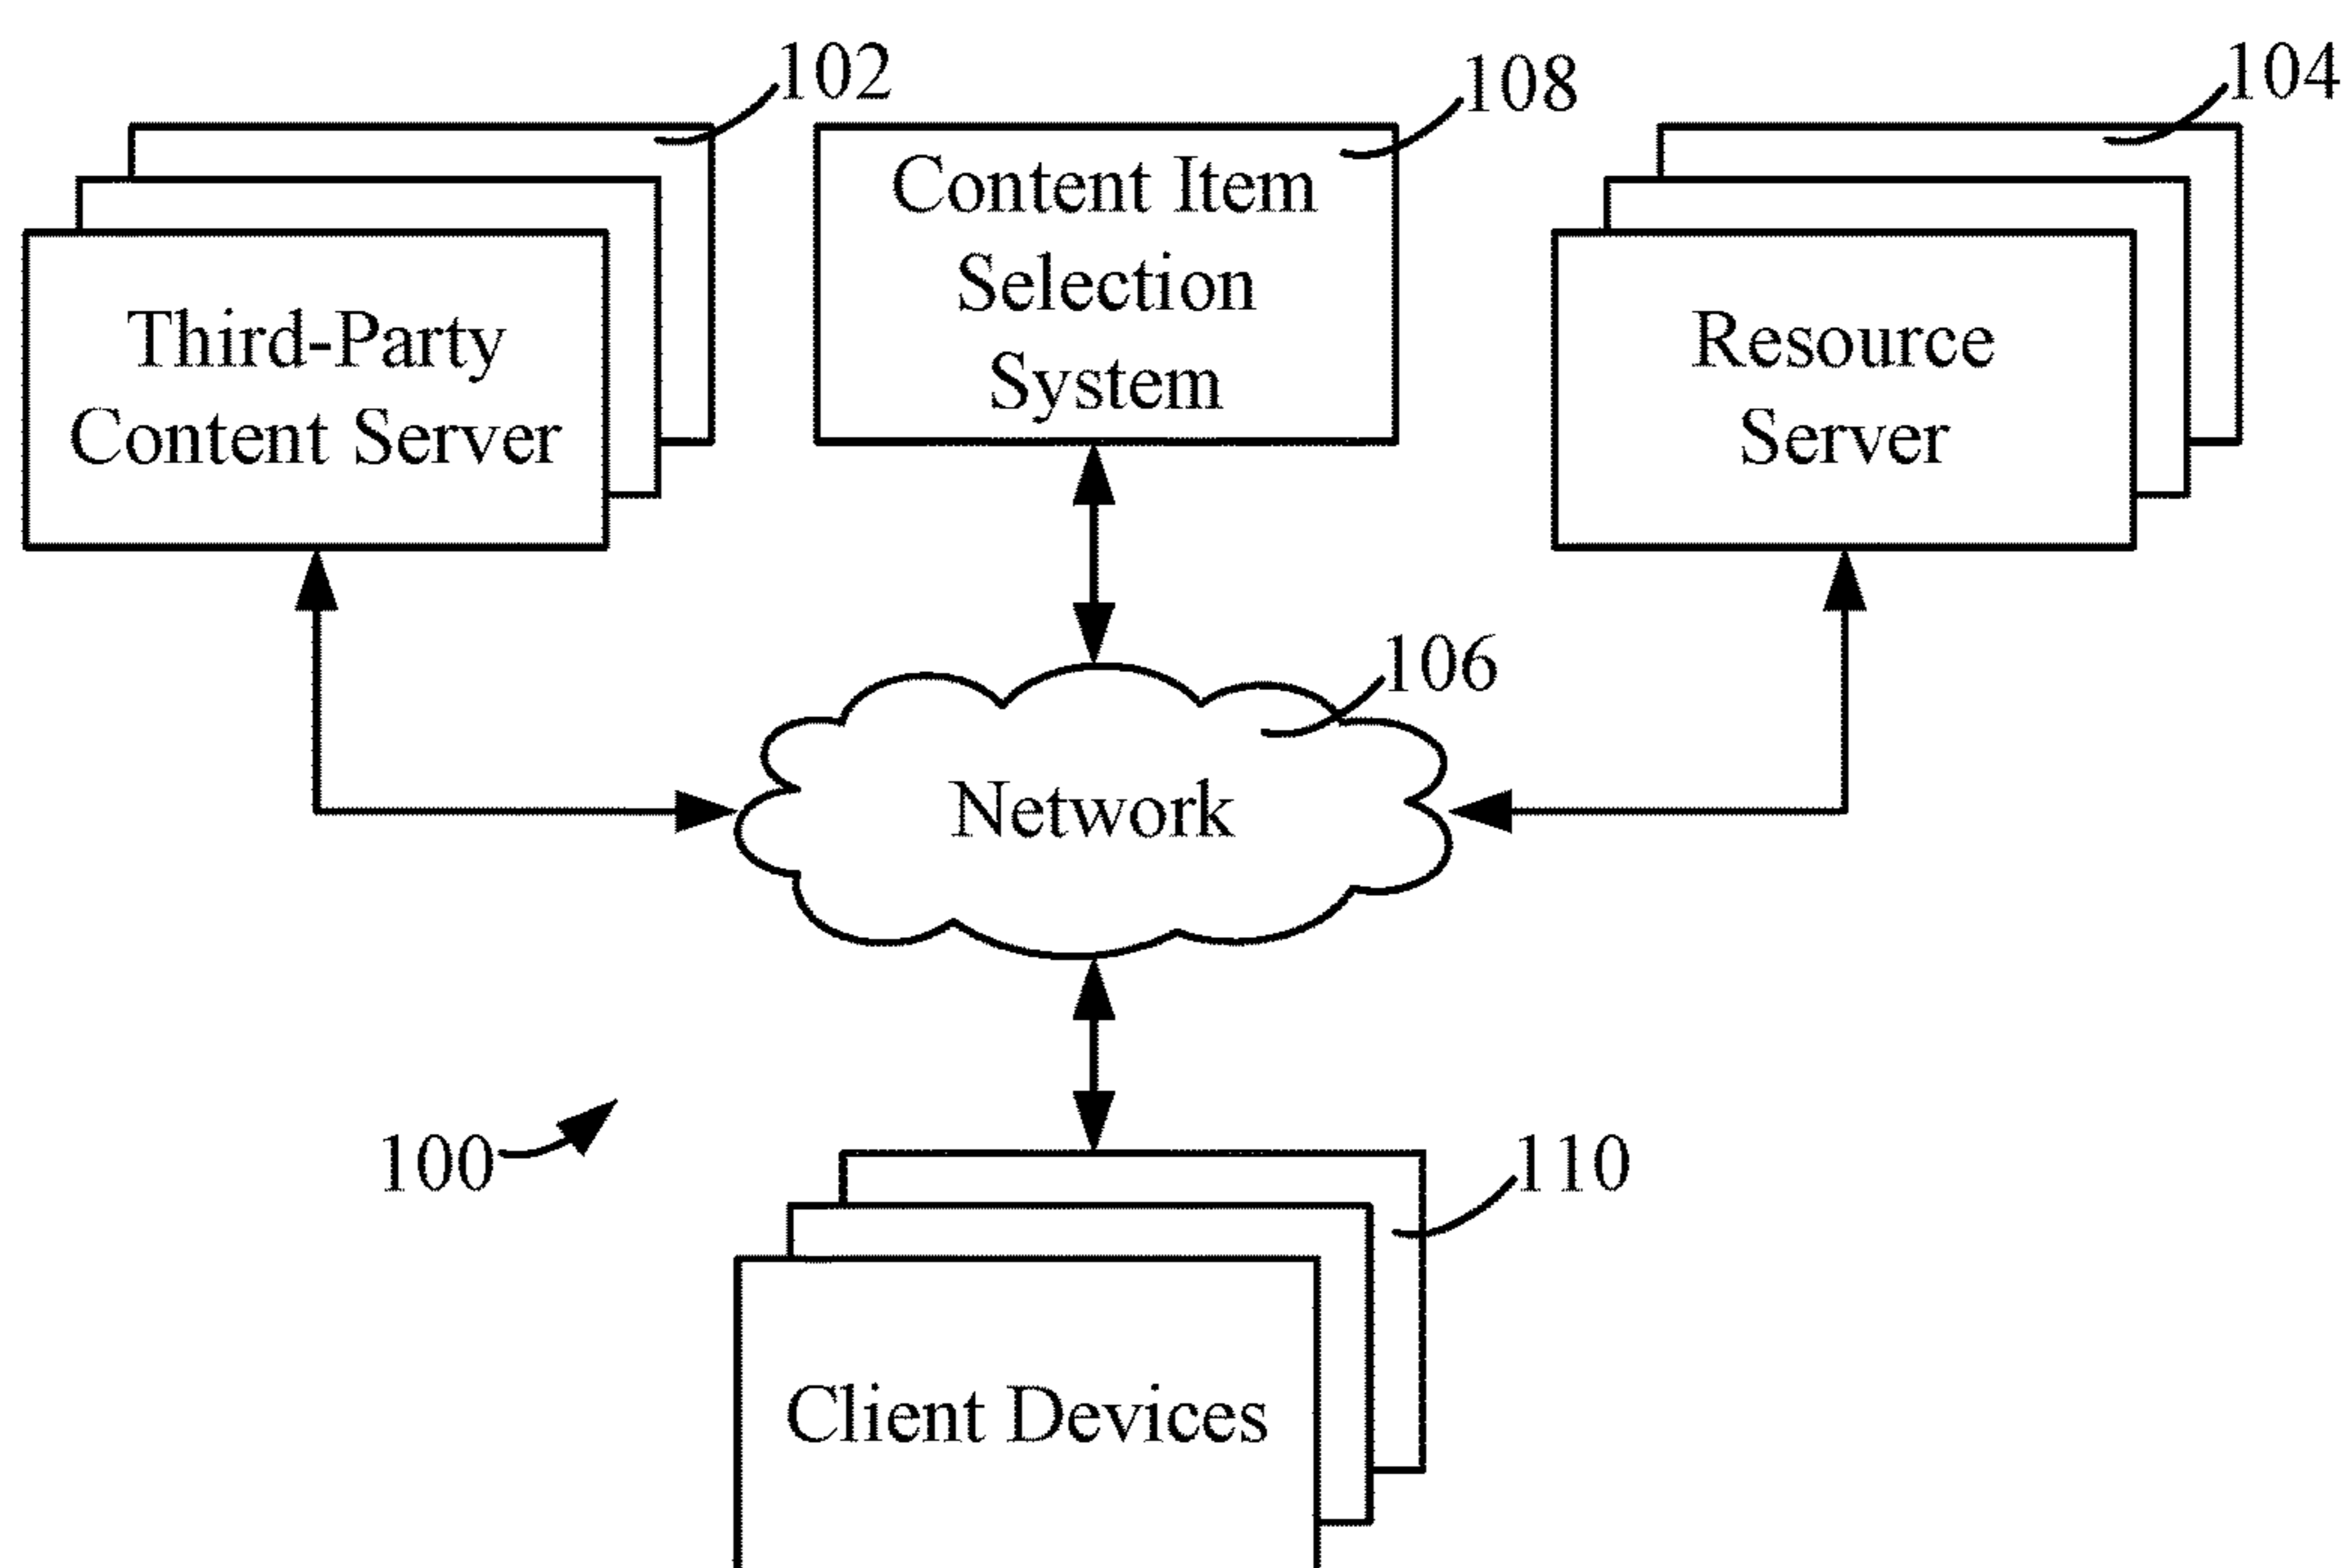 102
108
104
Content Item
Selection
System
Third-Party
Content Server
Resource
Server
106
Network
100
110
Client Devices